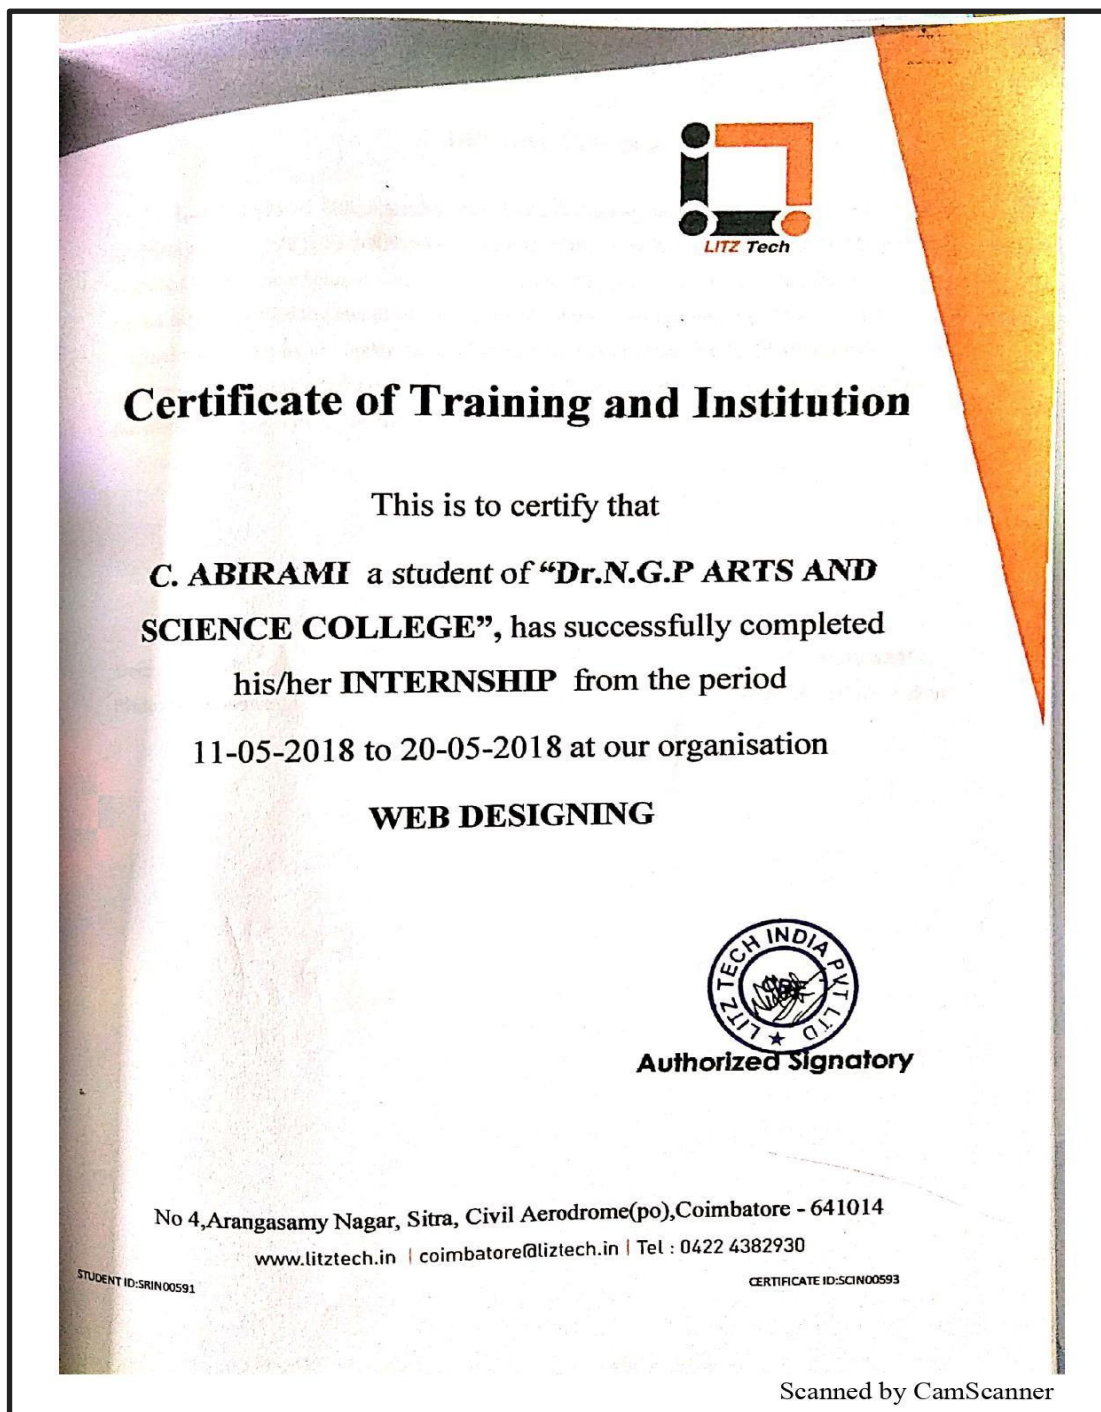 LITZ Tech
Certificate of Training and Institution
This is to certify that
C. ABIRAMI a student of “Dr.N.G.P ARTS AND
SCIENCE COLLEGE”, has successfully completed
his/her INTERNSHIP from the period
11-05-2018 to 20-05-2018 at our organisation
WEB DESIGNING
LITZ TECH INDIA PVT LTD
Authorized Signatory
No 4,Arangasamy Nagar, Sitra, Civil Aerodrome(po),Coimbatore - 641014
www.litztech.in | coimbatore@liztech.in | Tel : 0422 4382930
STUDENT ID:SRIN00591
CERTIFICATE ID:SCIN00593
Scanned by CamScanner